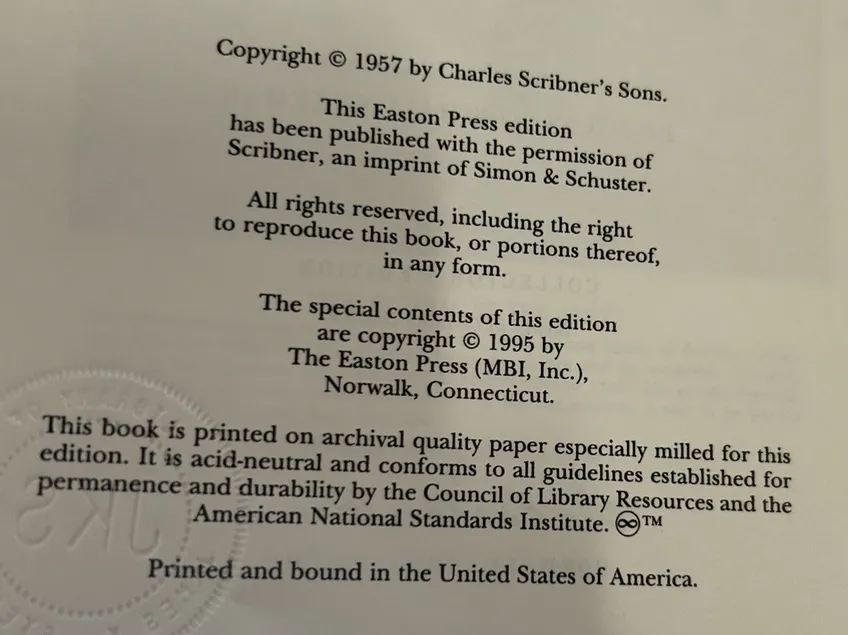 Copyright © 1957 by Charles Scribner's Sons.
This Easton Press edition
has been published with the permission of
Scribner, an imprint of Simon & Schuster.
All rights reserved, including the right
to reproduce this book, or portions thereof,
in any form.
The special contents of this edition
are copyright © 1995 by
The Easton Press (MBI, Inc.),
Norwalk, Connecticut.
This book is printed on archival quality paper especially milled for this
edition. It is acid-neutral and conforms to all guidelines established for
permanence and durability by the Council of Library Resources and the
American National Standards Institute. ♾™
Printed and bound in the United States of America.
JKS